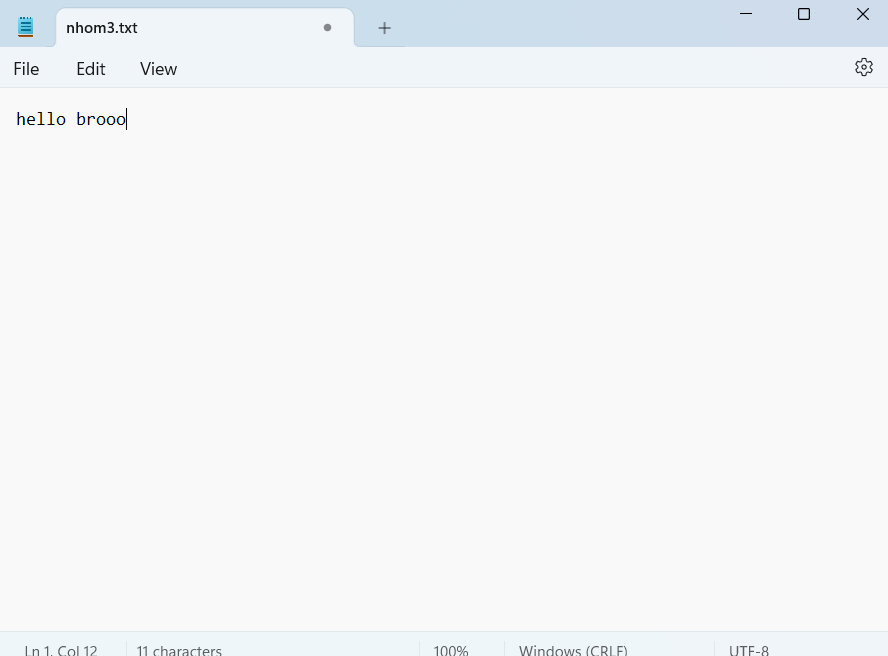 nhom3.txt
File Edit View
hello brooo
Ln 1, Col 12 11 characters 100% Windows (CRLF) UTF-8